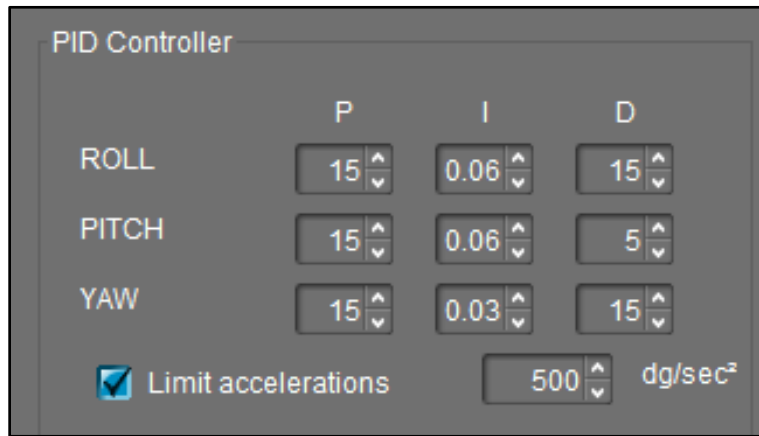 PID Controller
P I D
ROLL 15 0.06 15
PITCH 15 0.06 5
YAW 15 0.03 15
Limit accelerations 500 dg/sec²